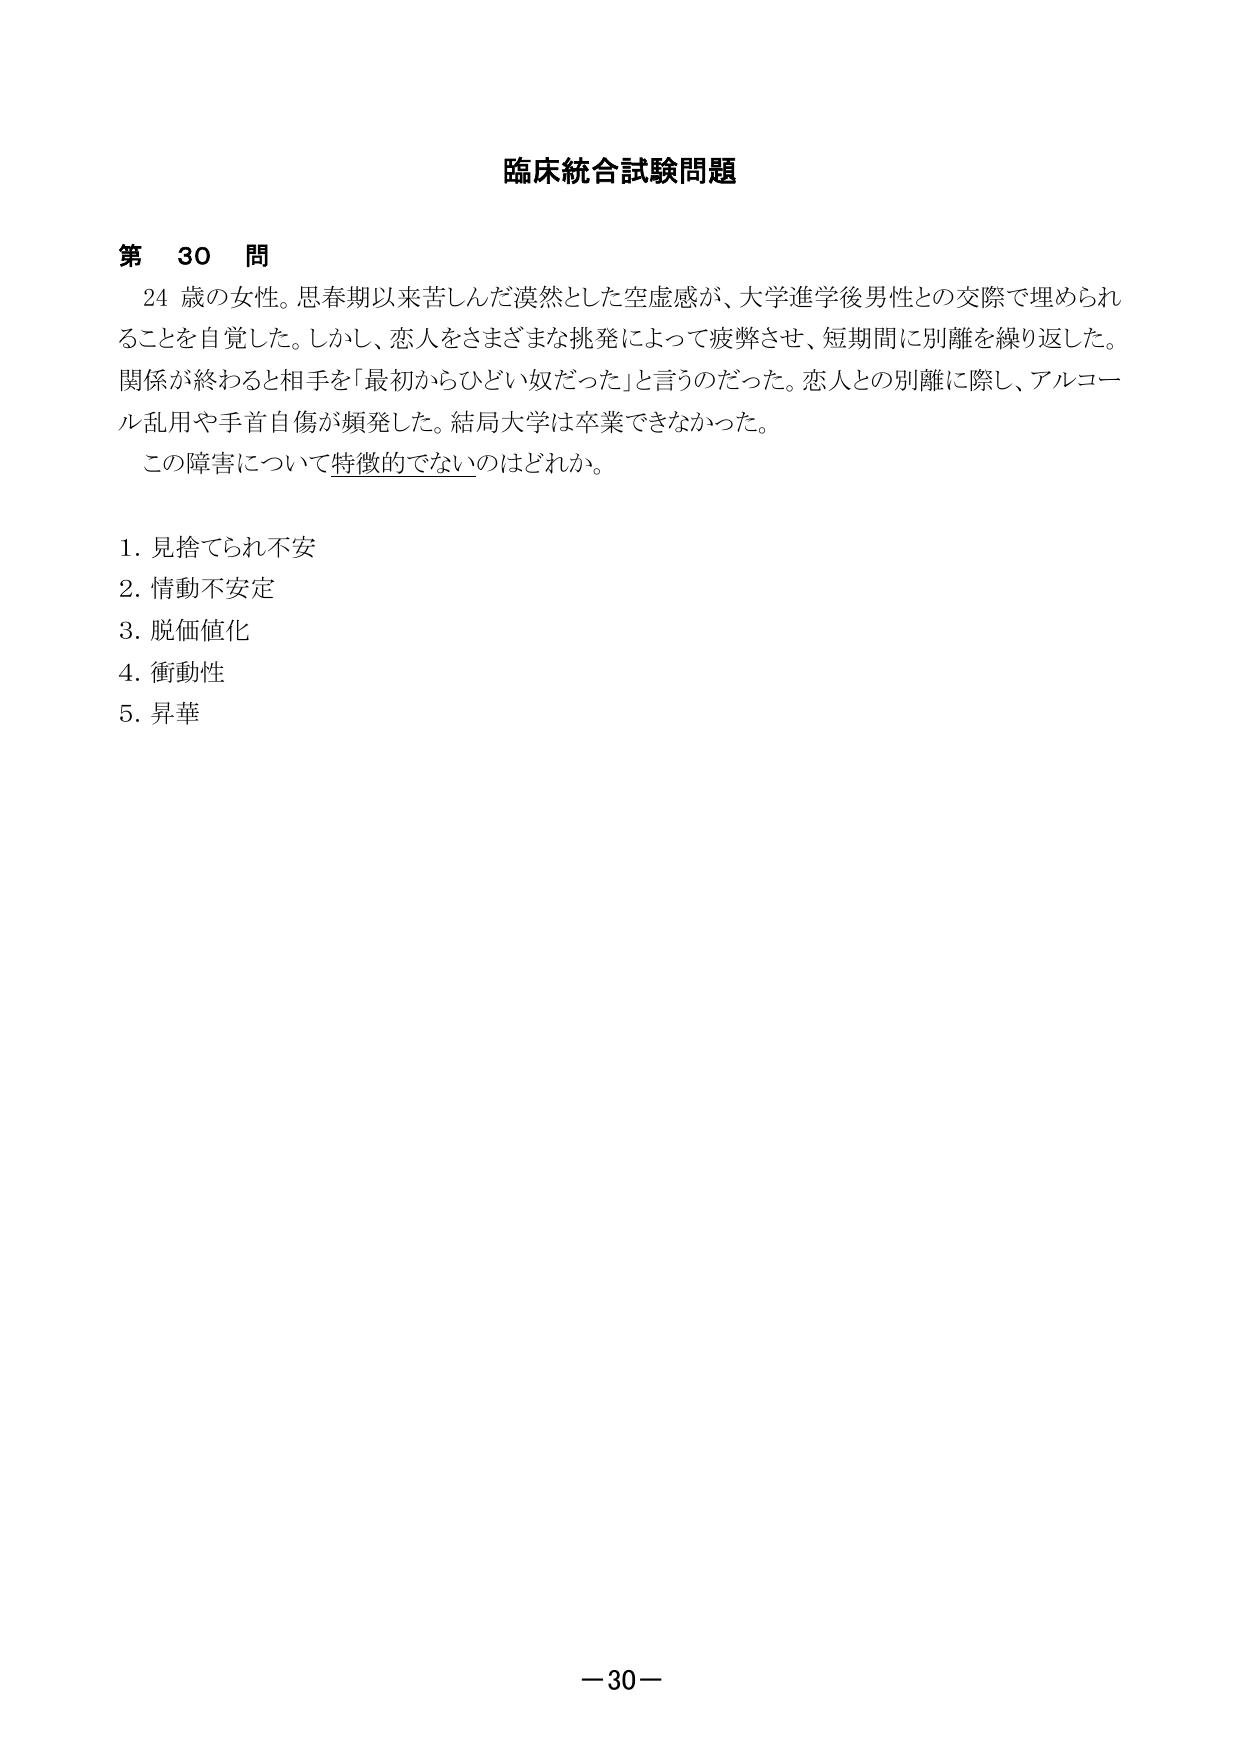 臨床統合試験問題
第 30 問
24 歳の女性。思春期以来苦しんだ漠然とした空虚感が、大学進学後男性との交際で埋められ
ることを自覚した。しかし、恋人をさまざまな挑発によって疲弊させ、短期間に別離を繰り返した。
関係が終わると相手を「最初からひどい奴だった」と言うのだった。恋人との別離に際し、アルコー
ル乱用や手首自傷が頻発した。結局大学は卒業できなかった。
この障害について特徴的でないのはどれか。
1. 見捨てられ不安
2. 情動不安定
3. 脱価値化
4. 衝動性
5. 昇華
－30－